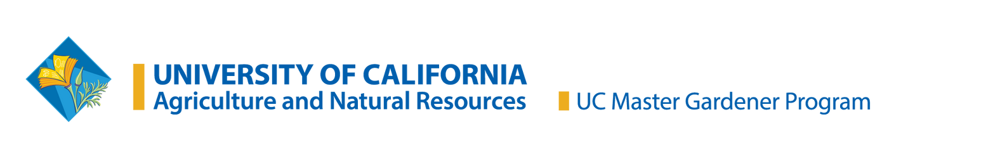 UNIVERSITY OF CALIFORNIA
Agriculture and Natural Resources
UC Master Gardener Program